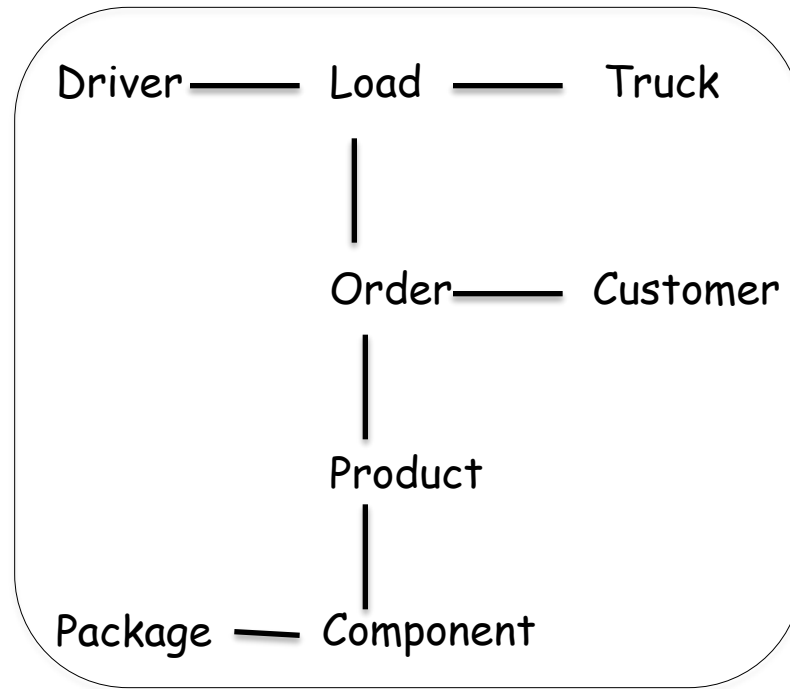 Driver Load Truck
Order Customer
Product
Package Component